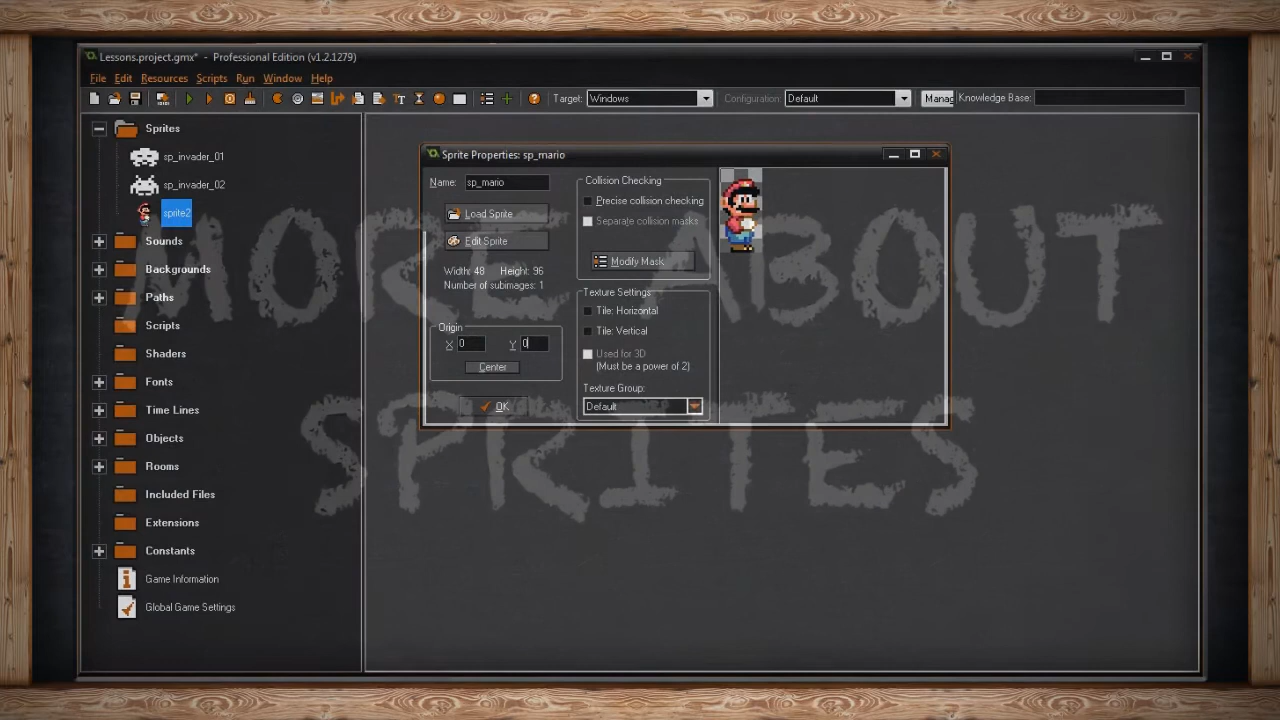 Lessons.project.gmx* - Professional Edition (v1.2.1279)
File Edit Resources Scripts Run Window Help
Target: Windows Configuration: Default Manag Knowledge Base:
Sprites
sp_invader_01
sp_invader_02
sprite2
Sounds
Backgrounds
Paths
Scripts
Shaders
Fonts
Time Lines
Objects
Rooms
Included Files
Extensions
Constants
Game Information
Global Game Settings
Sprite Properties: sp_mario
Name: sp_mario
Load Sprite
Edit Sprite
Width: 48 Height: 96
Number of subimages: 1
Origin
X 0 Y 0
Center
OK
Collision Checking
Precise collision checking
Separate collision masks
Modify Mask
Texture Settings
Tile: Horizontal
Tile: Vertical
Used for 3D
(Must be a power of 2)
Texture Group:
Default
MORE ABOUT
SPRITES